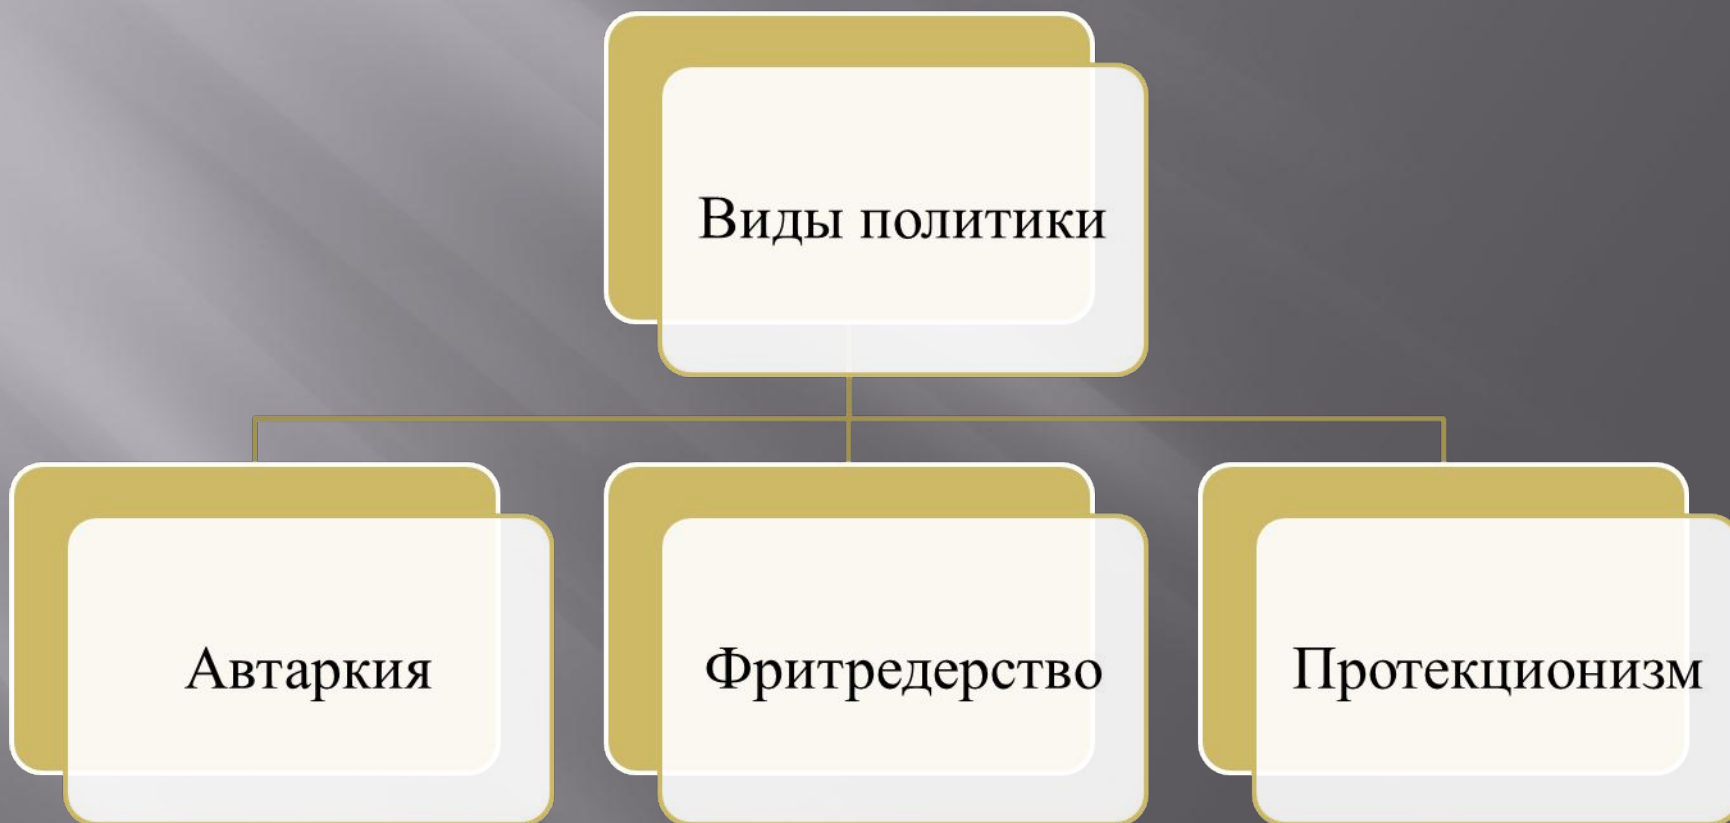 Виды политики
Автаркия
Фритредерство
Протекционизм